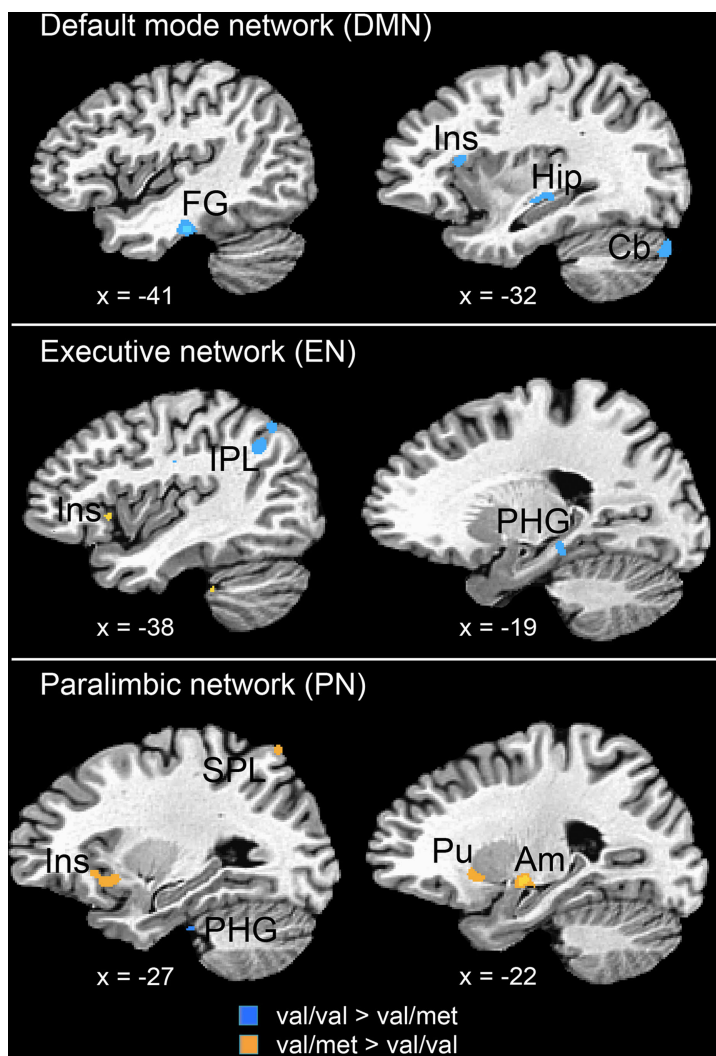 Default mode network (DMN)
FG
Ins
Hip
Cb
x = -41
x = -32
Executive network (EN)
IPL
Ins
PHG
x = -38
x = -19
Paralimbic network (PN)
SPL
Ins
PHG
Pu
Am
x = -27
x = -22
val/val > val/met
val/met > val/val